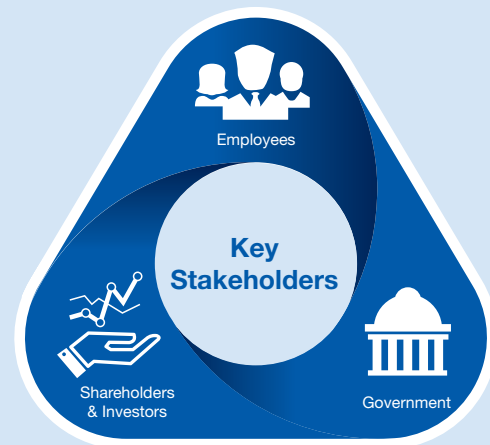 Employees
Key
Stakeholders
Shareholders
& Investors
Government